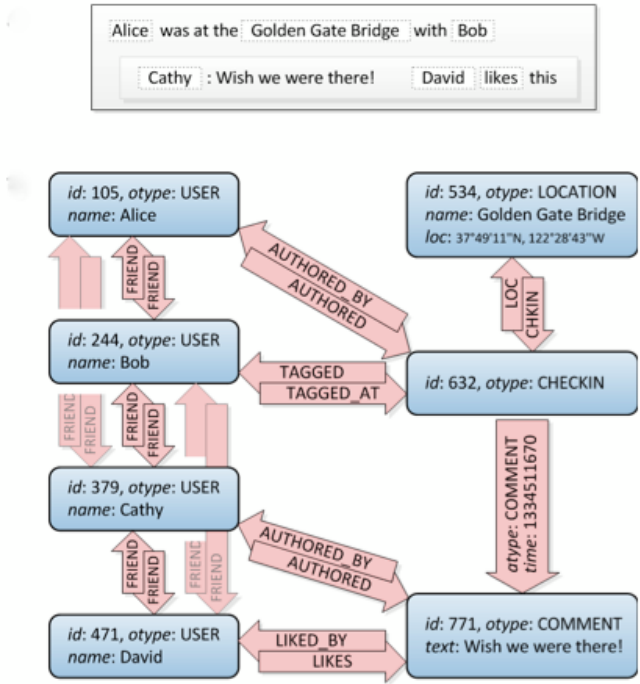 Alice was at the Golden Gate Bridge with Bob
Cathy : Wish we were there! David likes this
id: 105, otype: USER
name: Alice
id: 534, otype: LOCATION
name: Golden Gate Bridge
loc: 37°49'11"N, 122°28'43"W
FRIEND
FRIEND
AUTHORED_BY
AUTHORED
LOC
CHKIN
id: 244, otype: USER
name: Bob
TAGGED
TAGGED_AT
id: 632, otype: CHECKIN
FRIEND
FRIEND
FRIEND
FRIEND
atype: COMMENT
time: 1334511670
id: 379, otype: USER
name: Cathy
AUTHORED_BY
AUTHORED
FRIEND
FRIEND
FRIEND
FRIEND
id: 471, otype: USER
name: David
LIKED_BY
LIKES
id: 771, otype: COMMENT
text: Wish we were there!